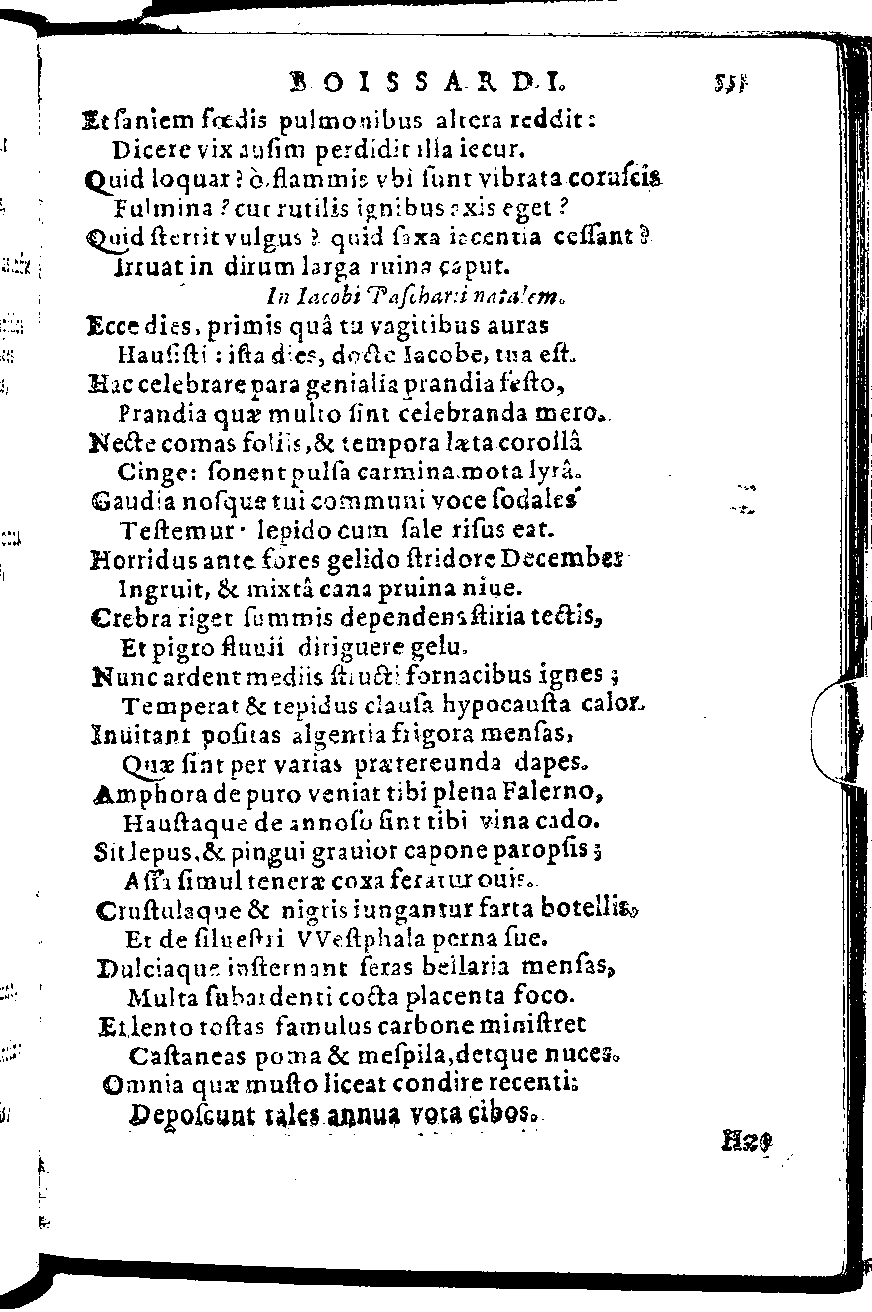 BOISSARDI.
Et ſaniem fœdis pulmonibus altera reddit:
Dicere vix auſim perdidit illa iecur.
Quid loquar? ò flammis vbi ſunt vibrata coruſcis
Fulmina? cur rutilis ignibus axis eget?
Quid ſtertit vulgus? quid ſaxa iacentia ceſſant?
Irruat in dirum larga ruina caput.
In Iacobi Paſchari natalem.
Ecce dies, primis quâ tu vagitibus auras
Hauſiſti: iſta dies, docte Iacobe, tua eſt.
Hac celebrare para genialia prandia feſto,
Prandia quæ multo ſint celebranda mero.
Necte comas foliis, & tempora læta corollâ
Cinge: ſonent pulſa carmina mota lyrâ.
Gaudia noſque tui communi voce ſodales
Teſtemur· lepido cum ſale riſus eat.
Horridus ante fores gelido ſtridore December
Ingruit, & mixtâ cana pruina niue.
Crebra riget ſummis dependens ſtiria tectis,
Et pigro fluuii diriguere gelu.
Nunc ardent mediis ſtructi fornacibus ignes;
Temperat & tepidus clauſa hypocauſta calor.
Inuitant poſitas algentia frigora menſas,
Quæ ſint per varias prætereunda dapes.
Amphora de puro veniat tibi plena Falerno,
Hauſtaque de annoſo ſint tibi vina cado.
Sit lepus, & pingui grauior capone paropſis;
Aſſa ſimul teneræ coxa feratur ouis.
Cruſtulaque & nigris iungantur farta botellis,
Et de ſilueſtri VVeſtphala perna ſue.
Dulciaque inſternant ſeras bellaria menſas,
Multa ſubardenti cocta placenta foco.
Et lento toſtas famulus carbone miniſtret
Caſtaneas poma & meſpila, detque nuces.
Omnia quæ muſto liceat condire recenti:
Depoſcunt tales annua vota cibos.